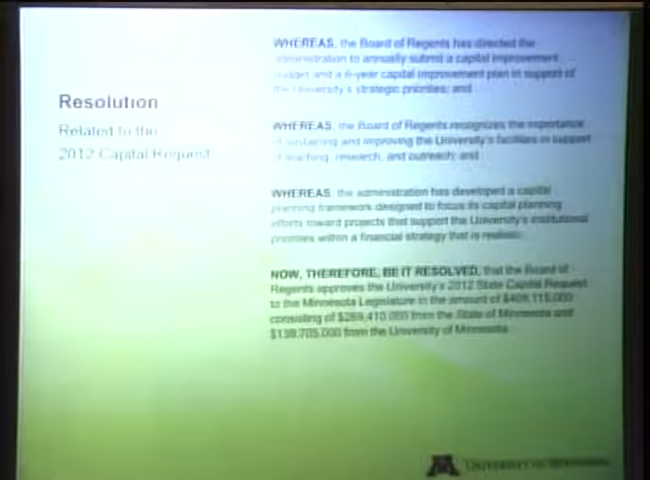 Resolution
Related to the
2012 Capital Request
WHEREAS, the Board of Regents has directed the
administration to annually submit a capital improvement
budget and a 6-year capital improvement plan in support of
the University's strategic priorities; and
WHEREAS, the Board of Regents recognizes the importance
of sustaining and improving the University's facilities in support
of teaching, research, and outreach; and
WHEREAS, the administration has developed a capital
planning framework designed to focus its capital planning
efforts toward projects that support the University's institutional
priorities within a financial strategy that is realistic.
NOW, THEREFORE, BE IT RESOLVED, that the Board of
Regents approves the University's 2012 State Capital Request
to the Minnesota Legislature in the amount of
consisting of from the State of Minnesota and
$139,705,000 from the University of Minnesota
M
UNIVERSITY OF MINNESOTA